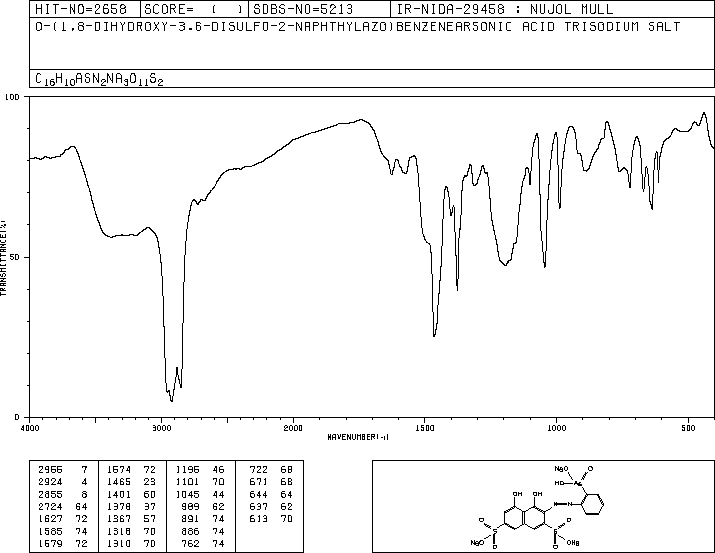 HIT-NO=2658 SCORE= ( ) SDBS-NO=5213 IR-NIDA-29458 : NUJOL MULL
O-(1,8-DIHYDROXY-3,6-DISULFO-2-NAPHTHYLAZO)BENZENEARSONIC ACID TRISODIUM SALT
C16H10ASN2NA3O11S2
100
50
0
TRANSMITTANCE(%)
4000 3000 2000 1500 1000 500
WAVENUMBER(-1)
2956 7 1574 72 1196 46 722 68
2924 4 1465 23 1101 70 671 68
2855 8 1401 60 1045 44 644 64
2724 64 1378 37 989 62 637 62
1627 72 1367 57 891 74 613 70
1585 74 1318 70 886 74
1579 72 1310 70 762 74
NaO O
HO As
OH OH
N N
O O
S S
NaO O O ONa